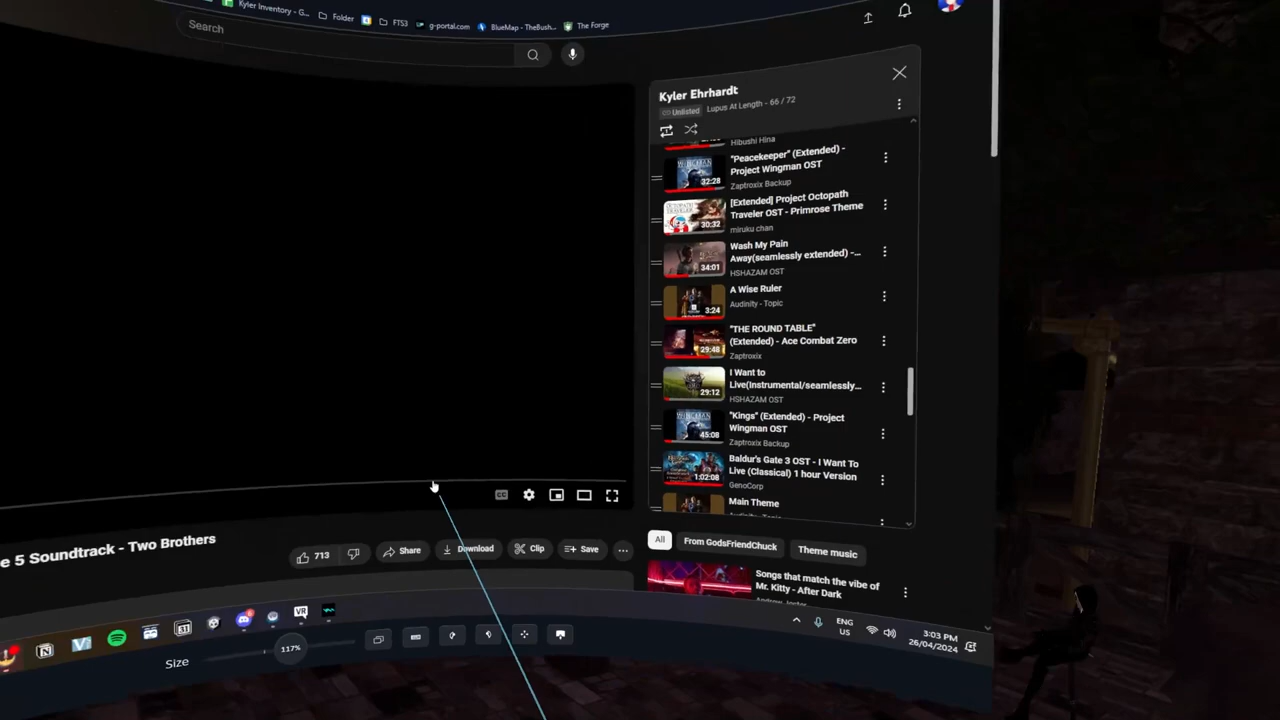 Kyler Inventory - G...
Folder
FTS3
g-portal.com
BlueMap - TheBush...
The Forge
Search
Kyler Ehrhardt
Unlisted
Lupus At Length - 66 / 72
Hibushi Hina
"Peacekeeper" (Extended) -
Project Wingman OST
Zaptroxix Backup
32:28
[Extended] Project Octopath
Traveler OST - Primrose Theme
miruku chan
30:32
Wash My Pain
Away(seamlessly extended) -...
HSHAZAM OST
34:01
A Wise Ruler
Audinity - Topic
3:24
"THE ROUND TABLE"
(Extended) - Ace Combat Zero
Zaptroxix
29:48
I Want to
Live(Instrumental/seamlessly...
HSHAZAM OST
29:12
"Kings" (Extended) - Project
Wingman OST
Zaptroxix Backup
45:08
Baldur's Gate 3 OST - I Want To
Live (Classical) 1 hour Version
GenoCorp
1:02:08
Main Theme
Audinity - Topic
CC
e 5 Soundtrack - Two Brothers
713
Share
Download
Clip
Save
All
From GodsFriendChuck
Theme music
Songs that match the vibe of
Mr. Kitty - After Dark
VR
ENG
US
3:03 PM
26/04/2024
Size
117%